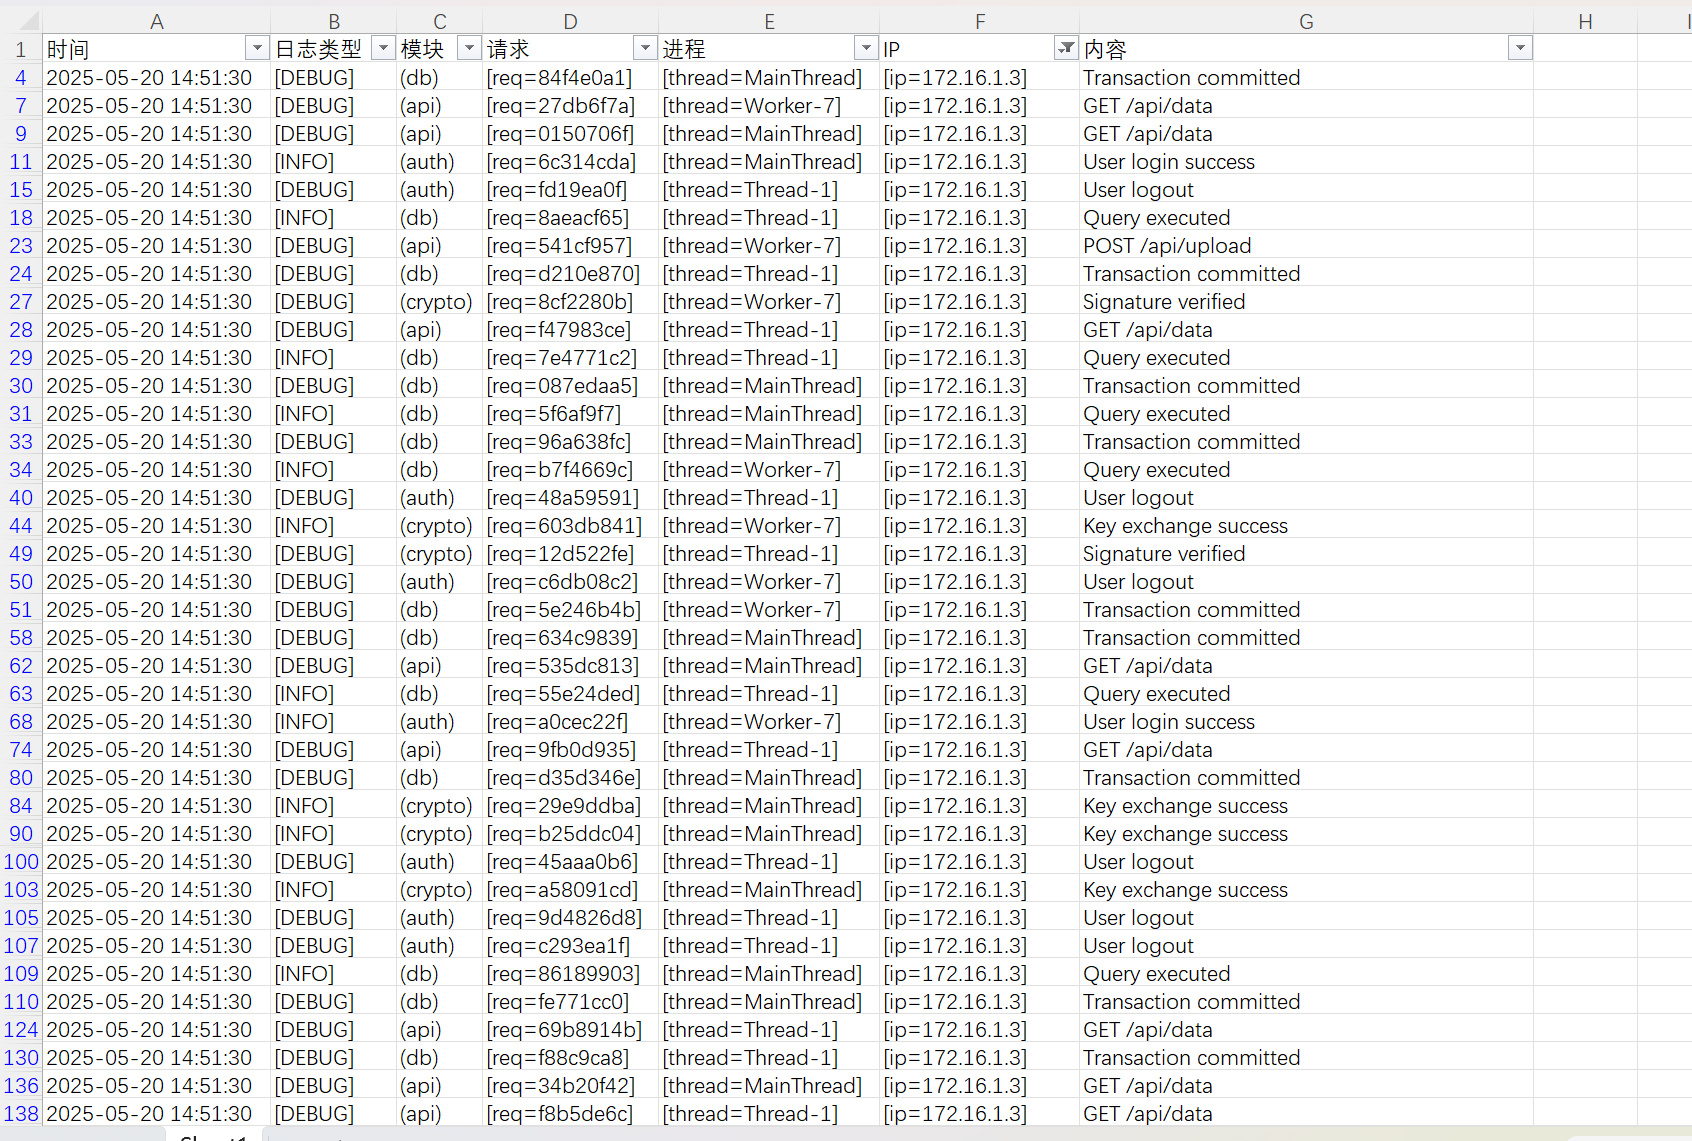 A B C D E F G H
1 时间 日志类型 模块 请求 进程 IP 内容
4 2025-05-20 14:51:30 [DEBUG] (db) [req=84f4e0a1] [thread=MainThread] [ip=172.16.1.3] Transaction committed
7 2025-05-20 14:51:30 [DEBUG] (api) [req=27db6f7a] [thread=Worker-7] [ip=172.16.1.3] GET /api/data
9 2025-05-20 14:51:30 [DEBUG] (api) [req=0150706f] [thread=MainThread] [ip=172.16.1.3] GET /api/data
11 2025-05-20 14:51:30 [INFO] (auth) [req=6c314cda] [thread=MainThread] [ip=172.16.1.3] User login success
15 2025-05-20 14:51:30 [DEBUG] (auth) [req=fd19ea0f] [thread=Thread-1] [ip=172.16.1.3] User logout
18 2025-05-20 14:51:30 [INFO] (db) [req=8aeacf65] [thread=Thread-1] [ip=172.16.1.3] Query executed
23 2025-05-20 14:51:30 [DEBUG] (api) [req=541cf957] [thread=Worker-7] [ip=172.16.1.3] POST /api/upload
24 2025-05-20 14:51:30 [DEBUG] (db) [req=d210e870] [thread=Thread-1] [ip=172.16.1.3] Transaction committed
27 2025-05-20 14:51:30 [DEBUG] (crypto) [req=8cf2280b] [thread=Worker-7] [ip=172.16.1.3] Signature verified
28 2025-05-20 14:51:30 [DEBUG] (api) [req=f47983ce] [thread=Thread-1] [ip=172.16.1.3] GET /api/data
29 2025-05-20 14:51:30 [INFO] (db) [req=7e4771c2] [thread=Thread-1] [ip=172.16.1.3] Query executed
30 2025-05-20 14:51:30 [DEBUG] (db) [req=087edaa5] [thread=MainThread] [ip=172.16.1.3] Transaction committed
31 2025-05-20 14:51:30 [INFO] (db) [req=5f6af9f7] [thread=MainThread] [ip=172.16.1.3] Query executed
33 2025-05-20 14:51:30 [DEBUG] (db) [req=96a638fc] [thread=MainThread] [ip=172.16.1.3] Transaction committed
34 2025-05-20 14:51:30 [INFO] (db) [req=b7f4669c] [thread=Worker-7] [ip=172.16.1.3] Query executed
40 2025-05-20 14:51:30 [DEBUG] (auth) [req=48a59591] [thread=Thread-1] [ip=172.16.1.3] User logout
44 2025-05-20 14:51:30 [INFO] (crypto) [req=603db841] [thread=Worker-7] [ip=172.16.1.3] Key exchange success
49 2025-05-20 14:51:30 [DEBUG] (crypto) [req=12d522fe] [thread=Thread-1] [ip=172.16.1.3] Signature verified
50 2025-05-20 14:51:30 [DEBUG] (auth) [req=c6db08c2] [thread=Worker-7] [ip=172.16.1.3] User logout
51 2025-05-20 14:51:30 [DEBUG] (db) [req=5e246b4b] [thread=Worker-7] [ip=172.16.1.3] Transaction committed
58 2025-05-20 14:51:30 [DEBUG] (db) [req=634c9839] [thread=MainThread] [ip=172.16.1.3] Transaction committed
62 2025-05-20 14:51:30 [DEBUG] (api) [req=535dc813] [thread=MainThread] [ip=172.16.1.3] GET /api/data
63 2025-05-20 14:51:30 [INFO] (db) [req=55e24ded] [thread=Thread-1] [ip=172.16.1.3] Query executed
68 2025-05-20 14:51:30 [INFO] (auth) [req=a0cec22f] [thread=Worker-7] [ip=172.16.1.3] User login success
74 2025-05-20 14:51:30 [DEBUG] (api) [req=9fb0d935] [thread=Thread-1] [ip=172.16.1.3] GET /api/data
80 2025-05-20 14:51:30 [DEBUG] (db) [req=d35d346e] [thread=MainThread] [ip=172.16.1.3] Transaction committed
84 2025-05-20 14:51:30 [INFO] (crypto) [req=29e9ddba] [thread=MainThread] [ip=172.16.1.3] Key exchange success
90 2025-05-20 14:51:30 [INFO] (crypto) [req=b25ddc04] [thread=MainThread] [ip=172.16.1.3] Key exchange success
100 2025-05-20 14:51:30 [DEBUG] (auth) [req=45aaa0b6] [thread=Thread-1] [ip=172.16.1.3] User logout
103 2025-05-20 14:51:30 [INFO] (crypto) [req=a58091cd] [thread=MainThread] [ip=172.16.1.3] Key exchange success
105 2025-05-20 14:51:30 [DEBUG] (auth) [req=9d4826d8] [thread=Thread-1] [ip=172.16.1.3] User logout
107 2025-05-20 14:51:30 [DEBUG] (auth) [req=c293ea1f] [thread=Thread-1] [ip=172.16.1.3] User logout
109 2025-05-20 14:51:30 [INFO] (db) [req=86189903] [thread=MainThread] [ip=172.16.1.3] Query executed
110 2025-05-20 14:51:30 [DEBUG] (db) [req=fe771cc0] [thread=MainThread] [ip=172.16.1.3] Transaction committed
124 2025-05-20 14:51:30 [DEBUG] (api) [req=69b8914b] [thread=Thread-1] [ip=172.16.1.3] GET /api/data
130 2025-05-20 14:51:30 [DEBUG] (db) [req=f88c9ca8] [thread=Thread-1] [ip=172.16.1.3] Transaction committed
136 2025-05-20 14:51:30 [DEBUG] (api) [req=34b20f42] [thread=MainThread] [ip=172.16.1.3] GET /api/data
138 2025-05-20 14:51:30 [DEBUG] (api) [req=f8b5de6c] [thread=Thread-1] [ip=172.16.1.3] GET /api/data